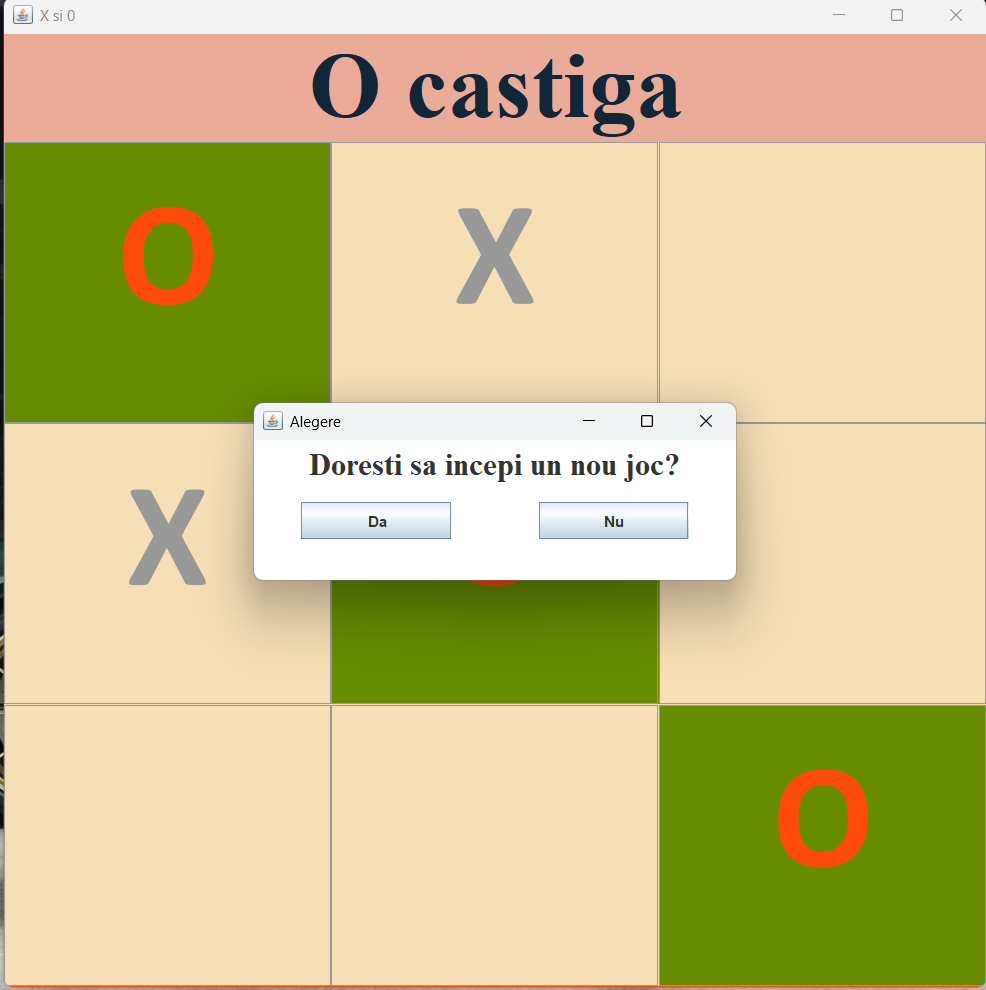 X si 0
O castiga
O X
Alegere
Doresti sa incepi un nou joc?
Da Nu
X
O